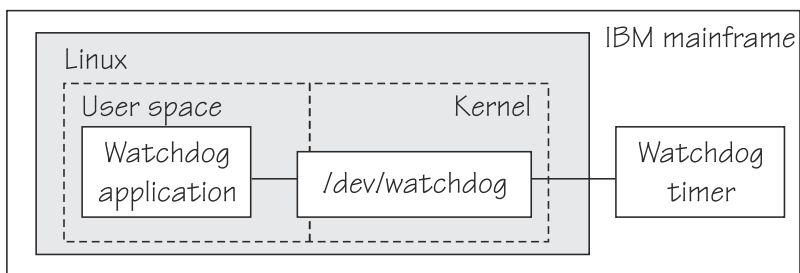 IBM mainframe
Linux
User space
Kernel
Watchdog
application
/dev/watchdog
Watchdog
timer